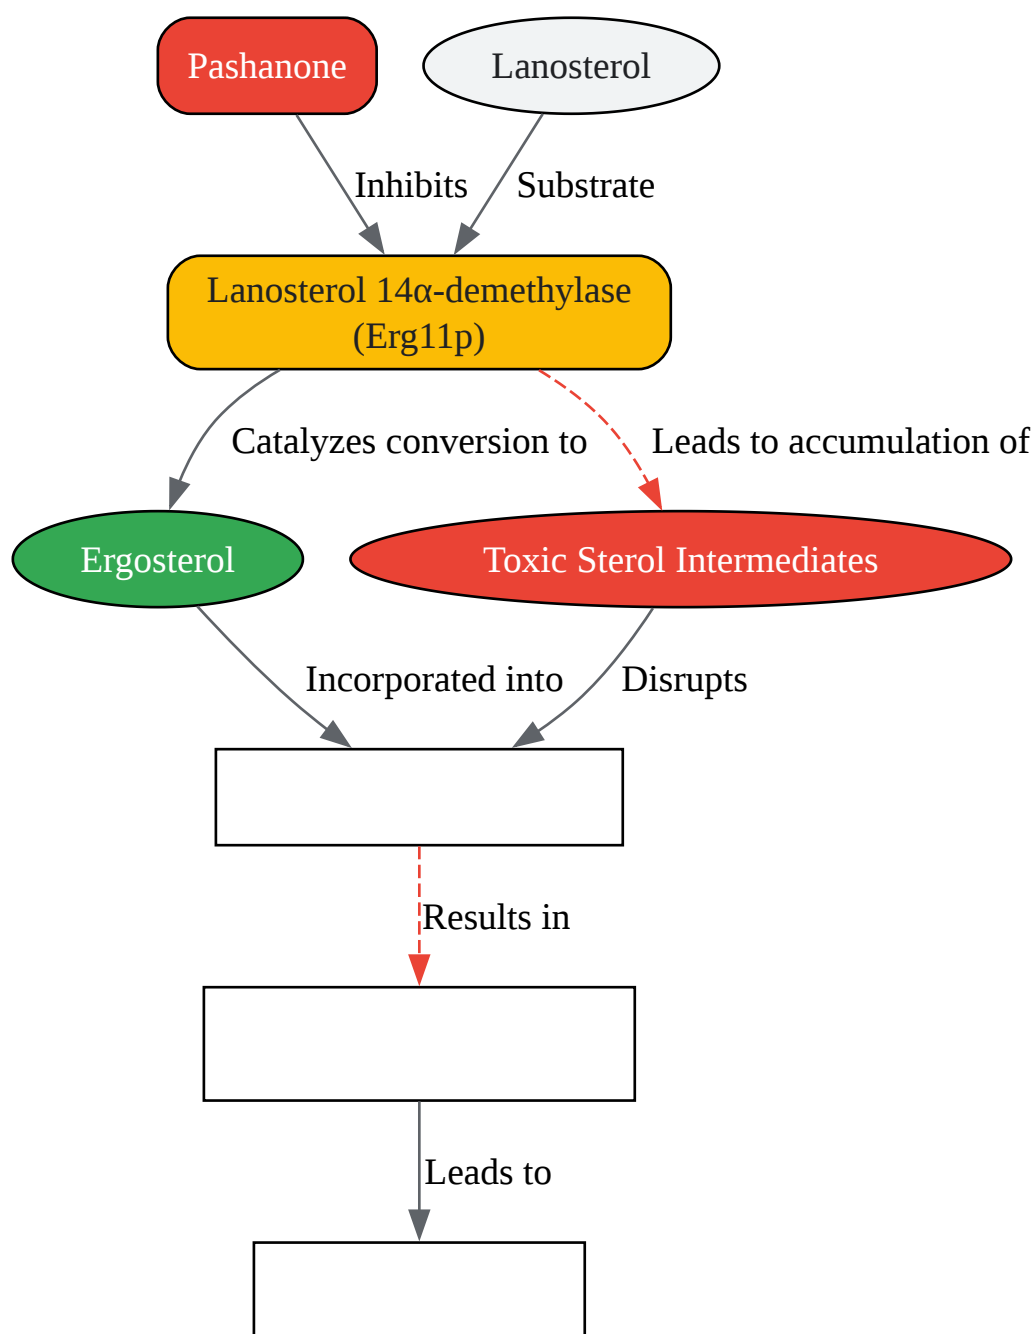 Pashanone
Lanosterol
Inhibits
Substrate
Lanosterol 14α-demethylase
(Erg11p)
Catalyzes conversion to
Leads to accumulation of
Ergosterol
Toxic Sterol Intermediates
Incorporated into
Disrupts
Results in
Leads to